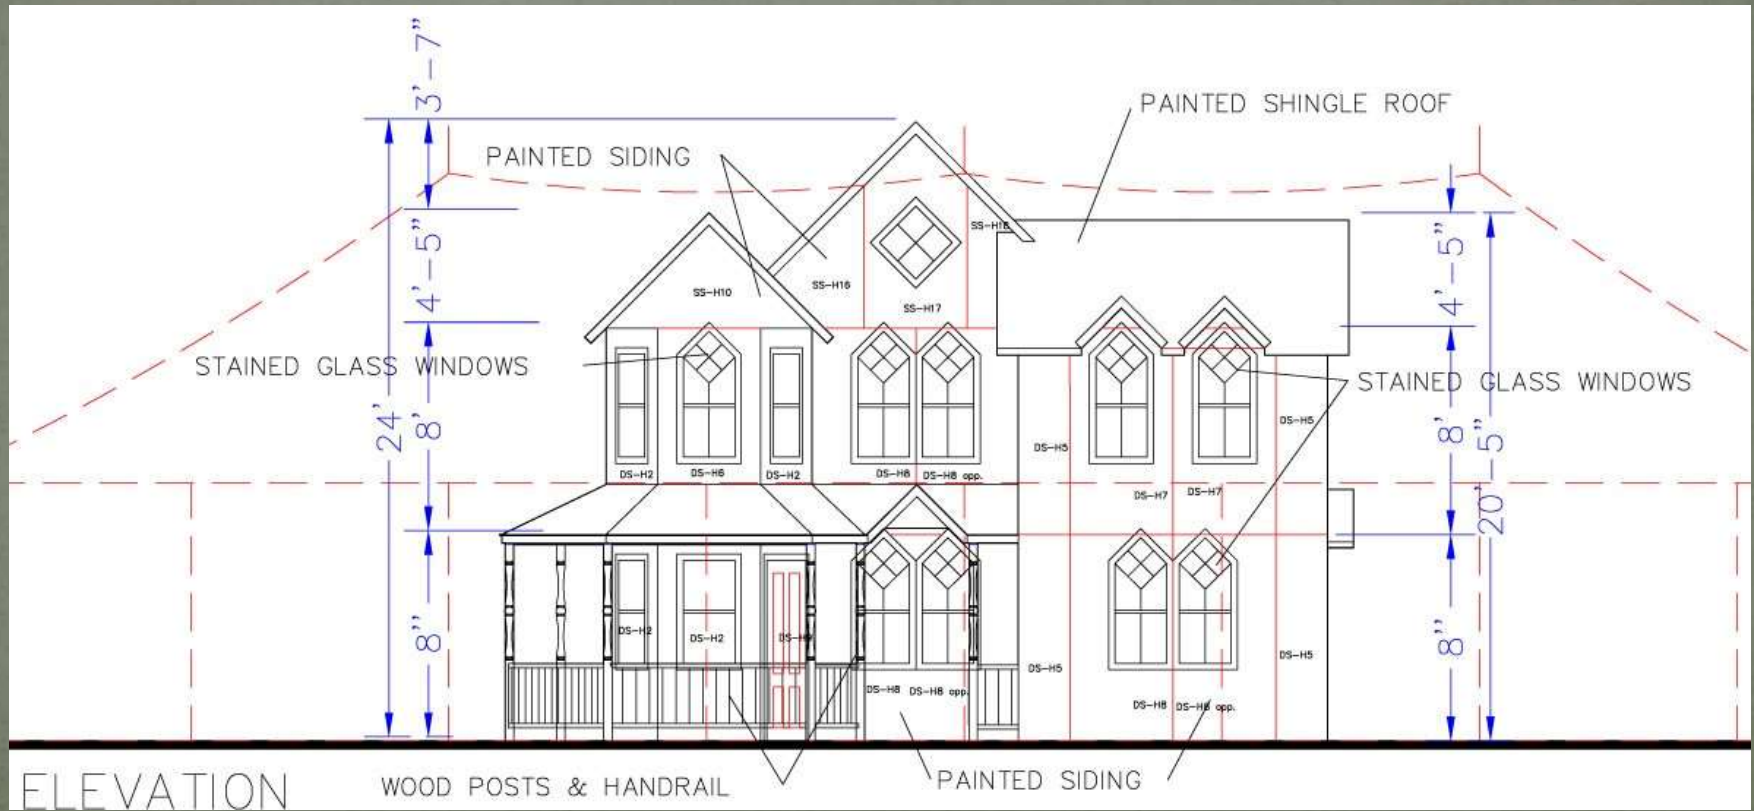 3'-7"
PAINTED SHINGLE ROOF
PAINTED SIDING
SS-H18
4'-5"
4'-5"
SS-H16
SS-H10
SS-H17
STAINED GLASS WINDOWS
STAINED GLASS WINDOWS
24'
8'
8'
20'-5"
DS-H5
DS-H5
DS-H2
DS-H6
DS-H2
DS-H8
DS-H8 opp.
DS-H7
DS-H7
8"
8"
DS-H2
DS-H2
DS-H5
DS-H5
DS-H8
DS-H8 opp.
DS-H8
DS-H8 opp.
ELEVATION
WOOD POSTS & HANDRAIL
PAINTED SIDING